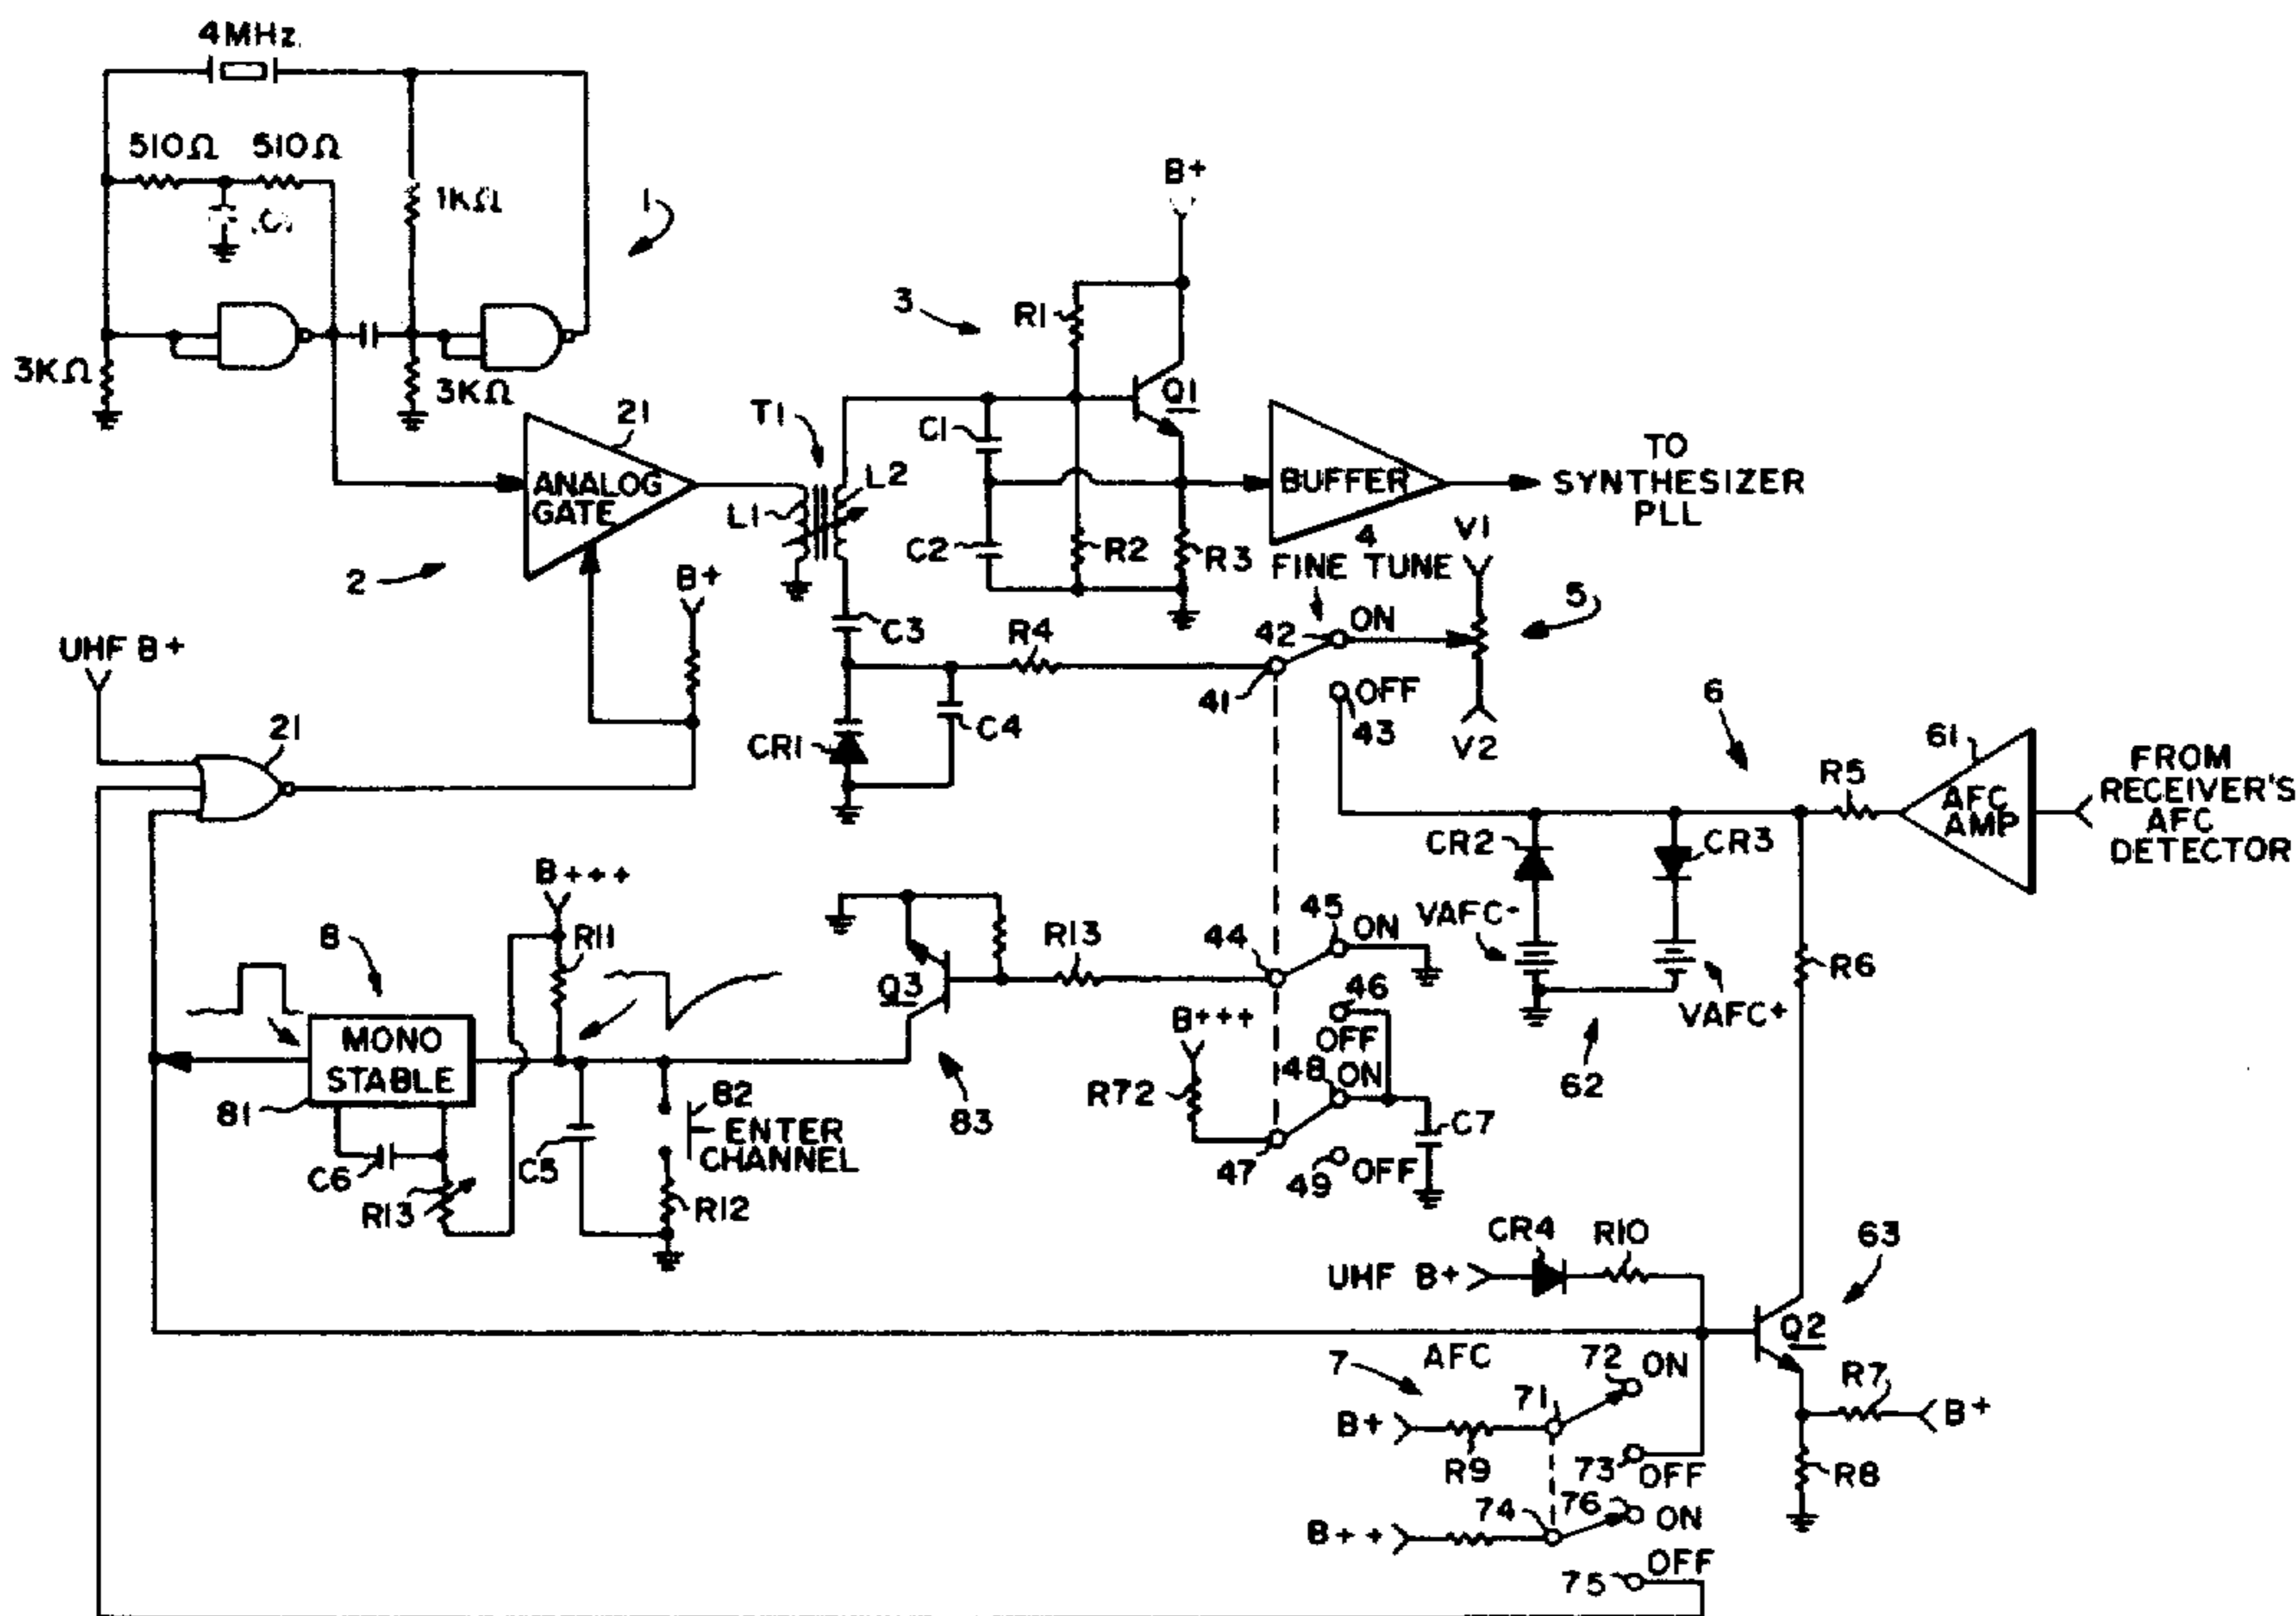 4MHz.
510Ω 510Ω
1KΩ
1
3KΩ
3KΩ
B+
3
R1
Q1
21
T1
C1
ANALOG
GATE
L1
L2
C2
R2
R3
BUFFER
4
TO
SYNTHESIZER
PLL
2
B+
FINE TUNE
V1
5
42
ON
C3
R4
41
OFF
43
V2
UHF B+
21
CR1
C4
6
61
R5
AFC
AMP
FROM
RECEIVER'S
AFC
DETECTOR
CR2
CR3
B+++
8
R11
Q3
R13
44
45
ON
VAFC-
VAFC+
R6
62
MONO
STABLE
81
C6
R13
C5
82
ENTER
CHANNEL
R12
83
B+++
R72
46
OFF
48
ON
47
49
OFF
C7
CR4
R10
UHF B+
63
Q2
AFC
7
72
ON
71
B+
R9
73
OFF
R7
B+
R8
74
76
ON
B++
OFF
75